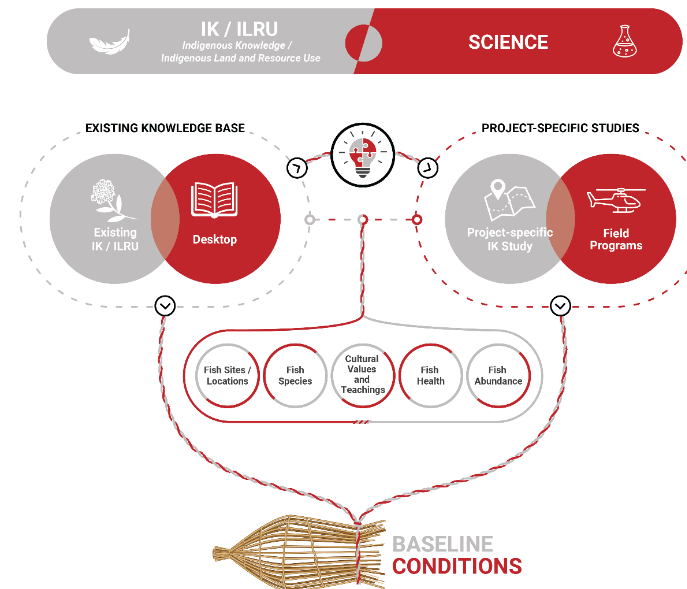 IK / ILRU
Indigenous Knowledge /
Indigenous Land and Resource Use
SCIENCE
EXISTING KNOWLEDGE BASE
PROJECT-SPECIFIC STUDIES
Existing
IK / ILRU
Desktop
Project-specific
IK Study
Field
Programs
Fish Sites /
Locations
Fish
Species
Cultural
Values
and
Teachings
Fish
Health
Fish
Abundance
BASELINE
CONDITIONS